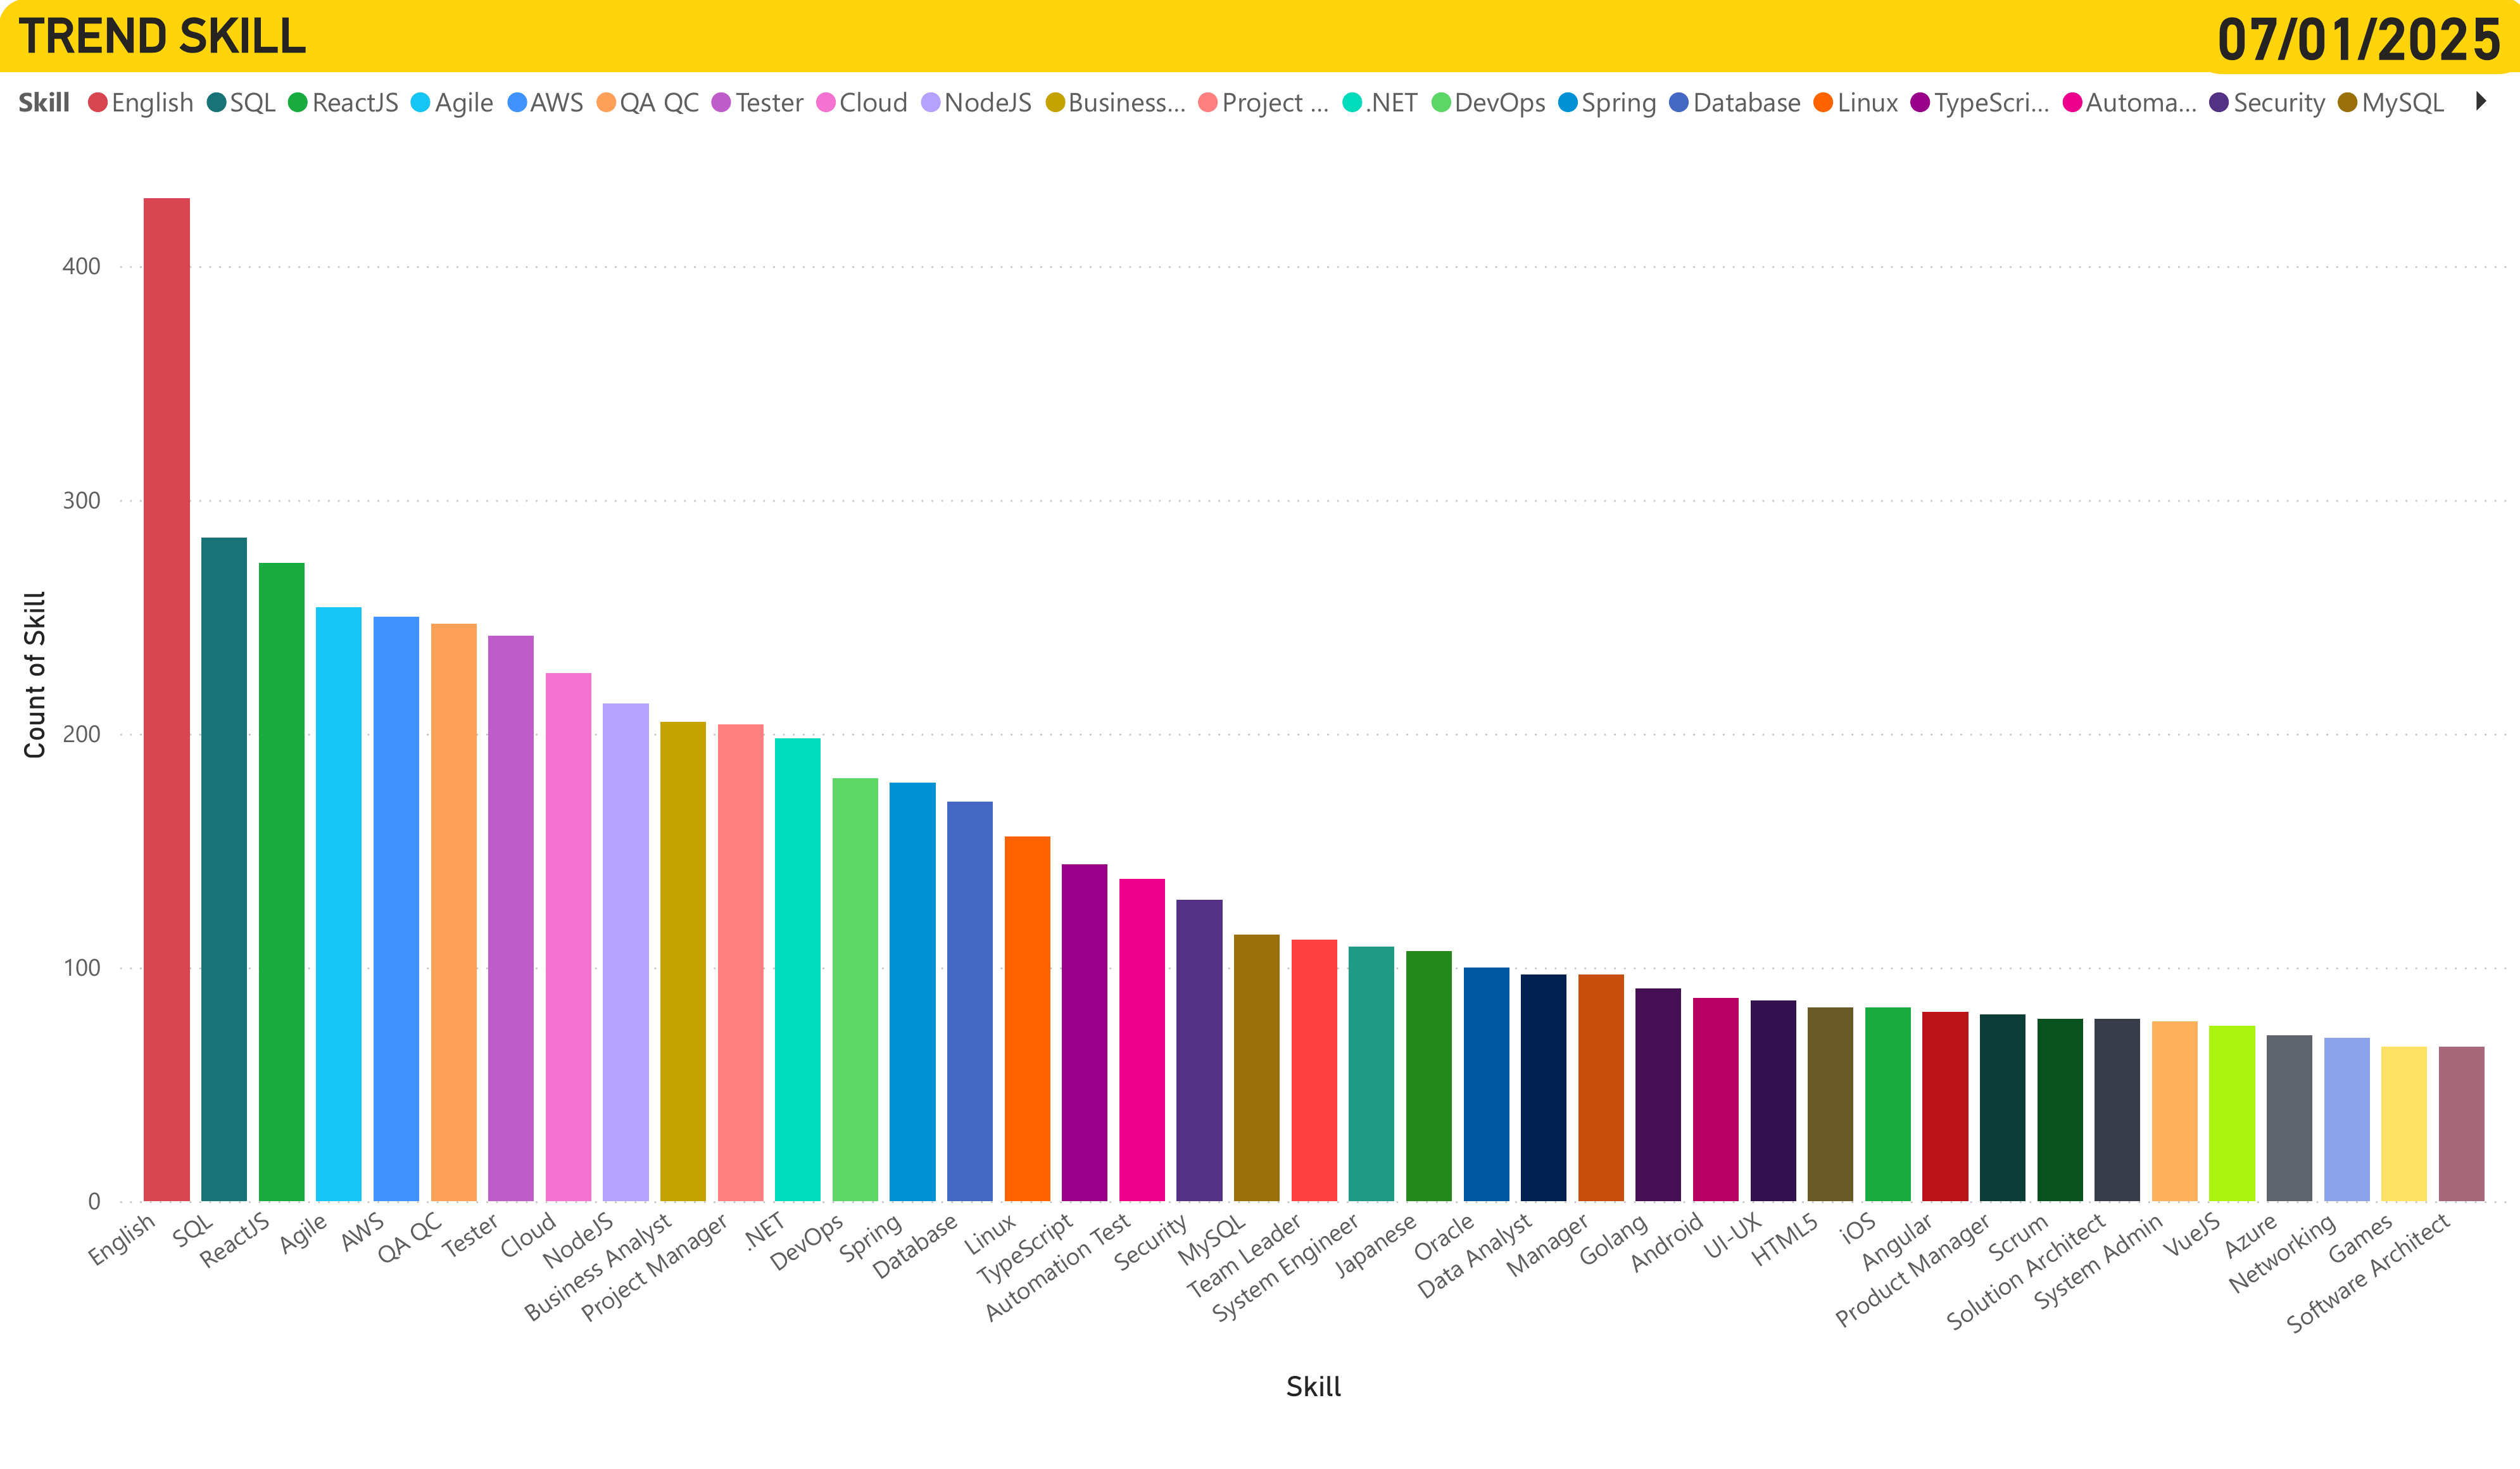 TREND SKILL
07/01/2025
Skill English SQL ReactJS Agile AWS QA QC Tester Cloud NodeJS Business... Project ... .NET DevOps Spring Database Linux TypeScri... Automa... Security MySQL
Count of Skill
400
300
200
100
0
English
SQL
ReactJS
Agile
AWS
QA QC
Tester
Cloud
NodeJS
Business Analyst
Project Manager
.NET
DevOps
Spring
Database
Linux
TypeScript
Automation Test
Security
MySQL
Team Leader
System Engineer
Japanese
Oracle
Data Analyst
Manager
Golang
Android
UI-UX
HTML5
iOS
Angular
Product Manager
Scrum
Solution Architect
System Admin
VueJS
Azure
Networking
Games
Software Architect
Skill